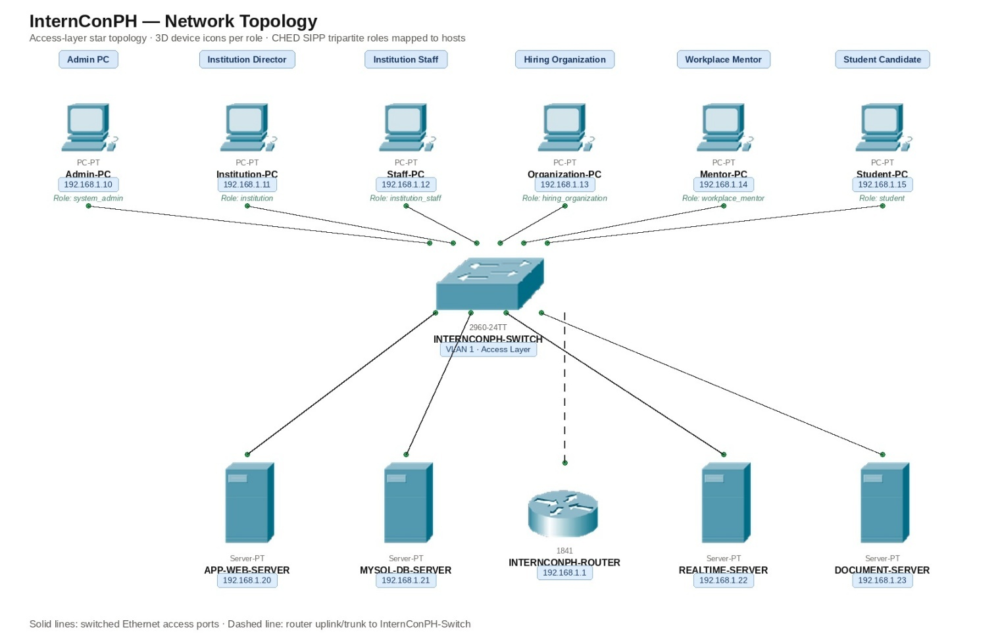 InternConPH — Network Topology
Access-layer star topology · 3D device icons per role · CHED SIPP tripartite roles mapped to hosts
Admin PC
Institution Director
Institution Staff
Hiring Organization
Workplace Mentor
Student Candidate
PC-PT
Admin-PC
192.168.1.10
Role: system_admin
PC-PT
Institution-PC
192.168.1.11
Role: institution
PC-PT
Staff-PC
192.168.1.12
Role: institution_staff
PC-PT
Organization-PC
192.168.1.13
Role: hiring_organization
PC-PT
Mentor-PC
192.168.1.14
Role: workplace_mentor
PC-PT
Student-PC
192.168.1.15
Role: student
2960-24TT
INTERNCONPH-SWITCH
VLAN 1 · Access Layer
Server-PT
APP-WEB-SERVER
192.168.1.20
Server-PT
MYSQL-DB-SERVER
192.168.1.21
1841
INTERNCONPH-ROUTER
192.168.1.1
Server-PT
REALTIME-SERVER
192.168.1.22
Server-PT
DOCUMENT-SERVER
192.168.1.23
Solid lines: switched Ethernet access ports · Dashed line: router uplink/trunk to InternConPH-Switch